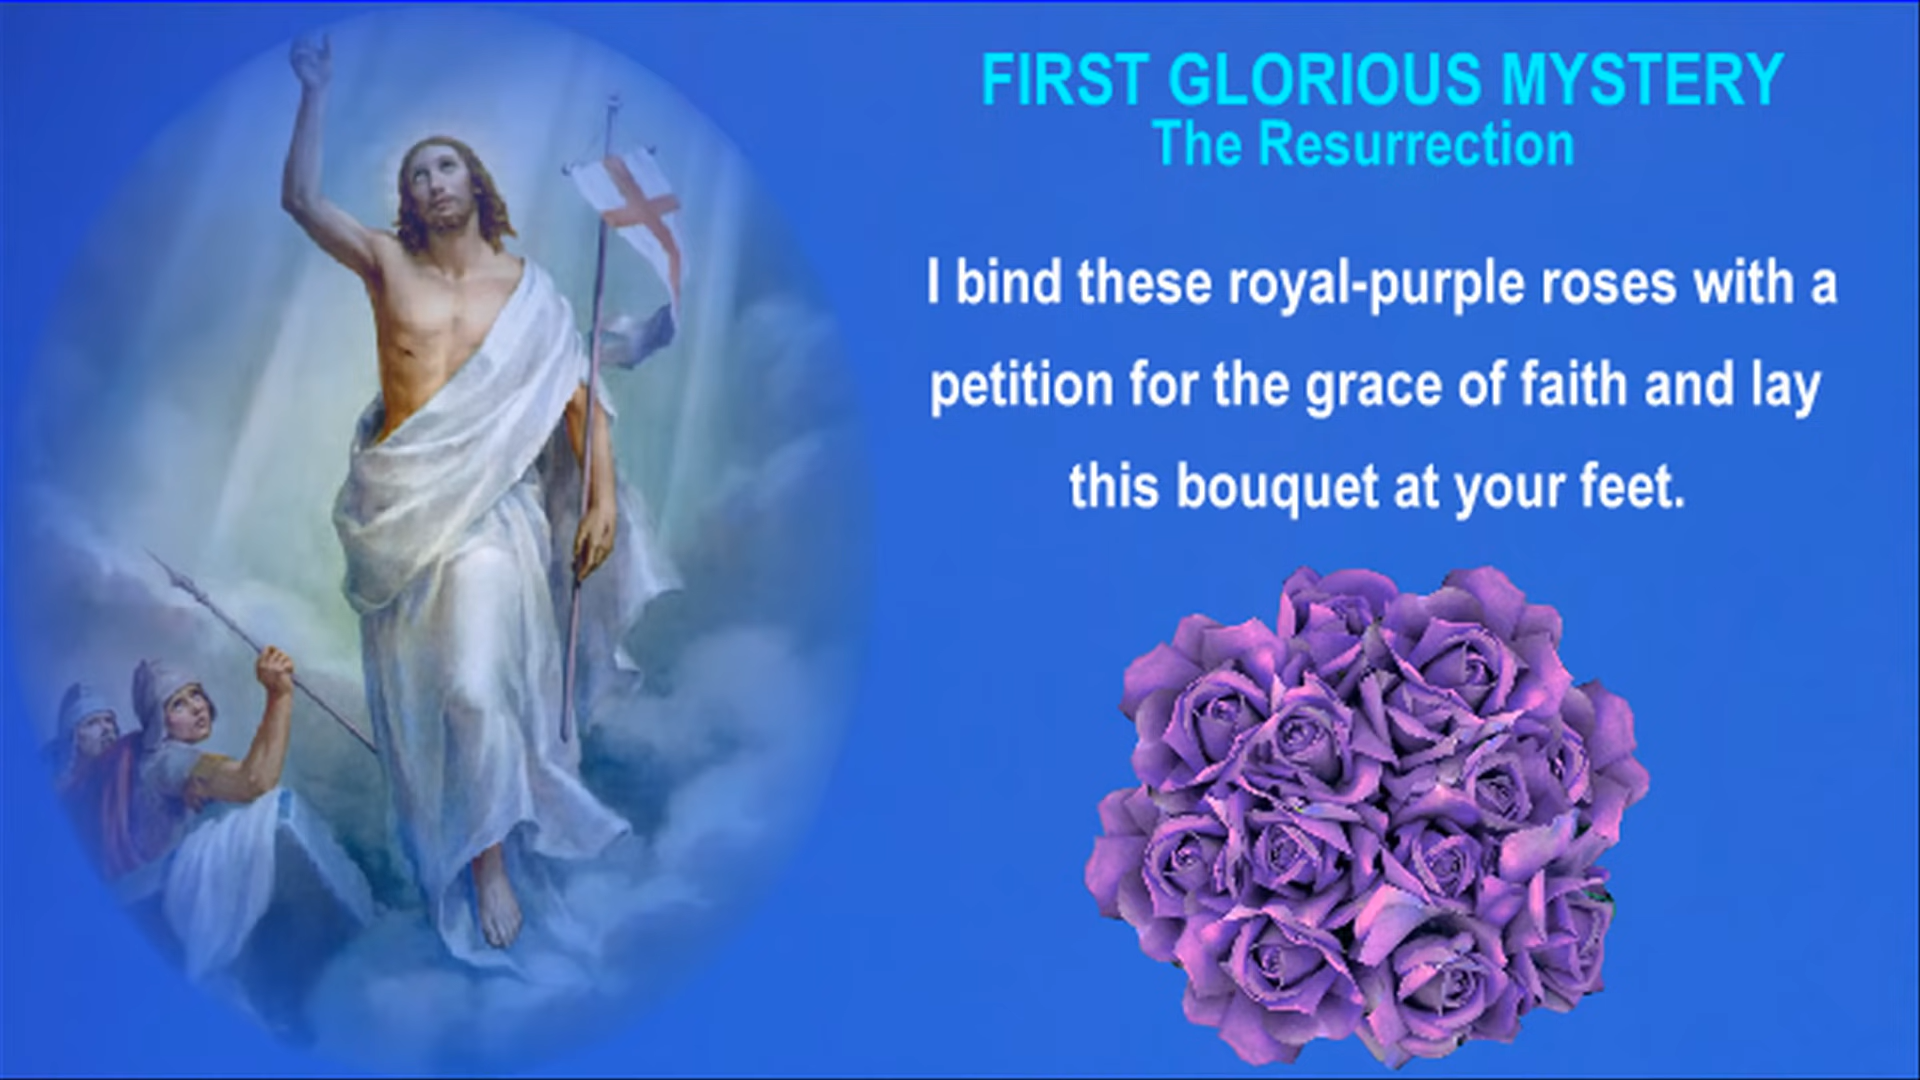 FIRST GLORIOUS MYSTERY
The Resurrection
I bind these royal-purple roses with a
petition for the grace of faith and lay
this bouquet at your feet.